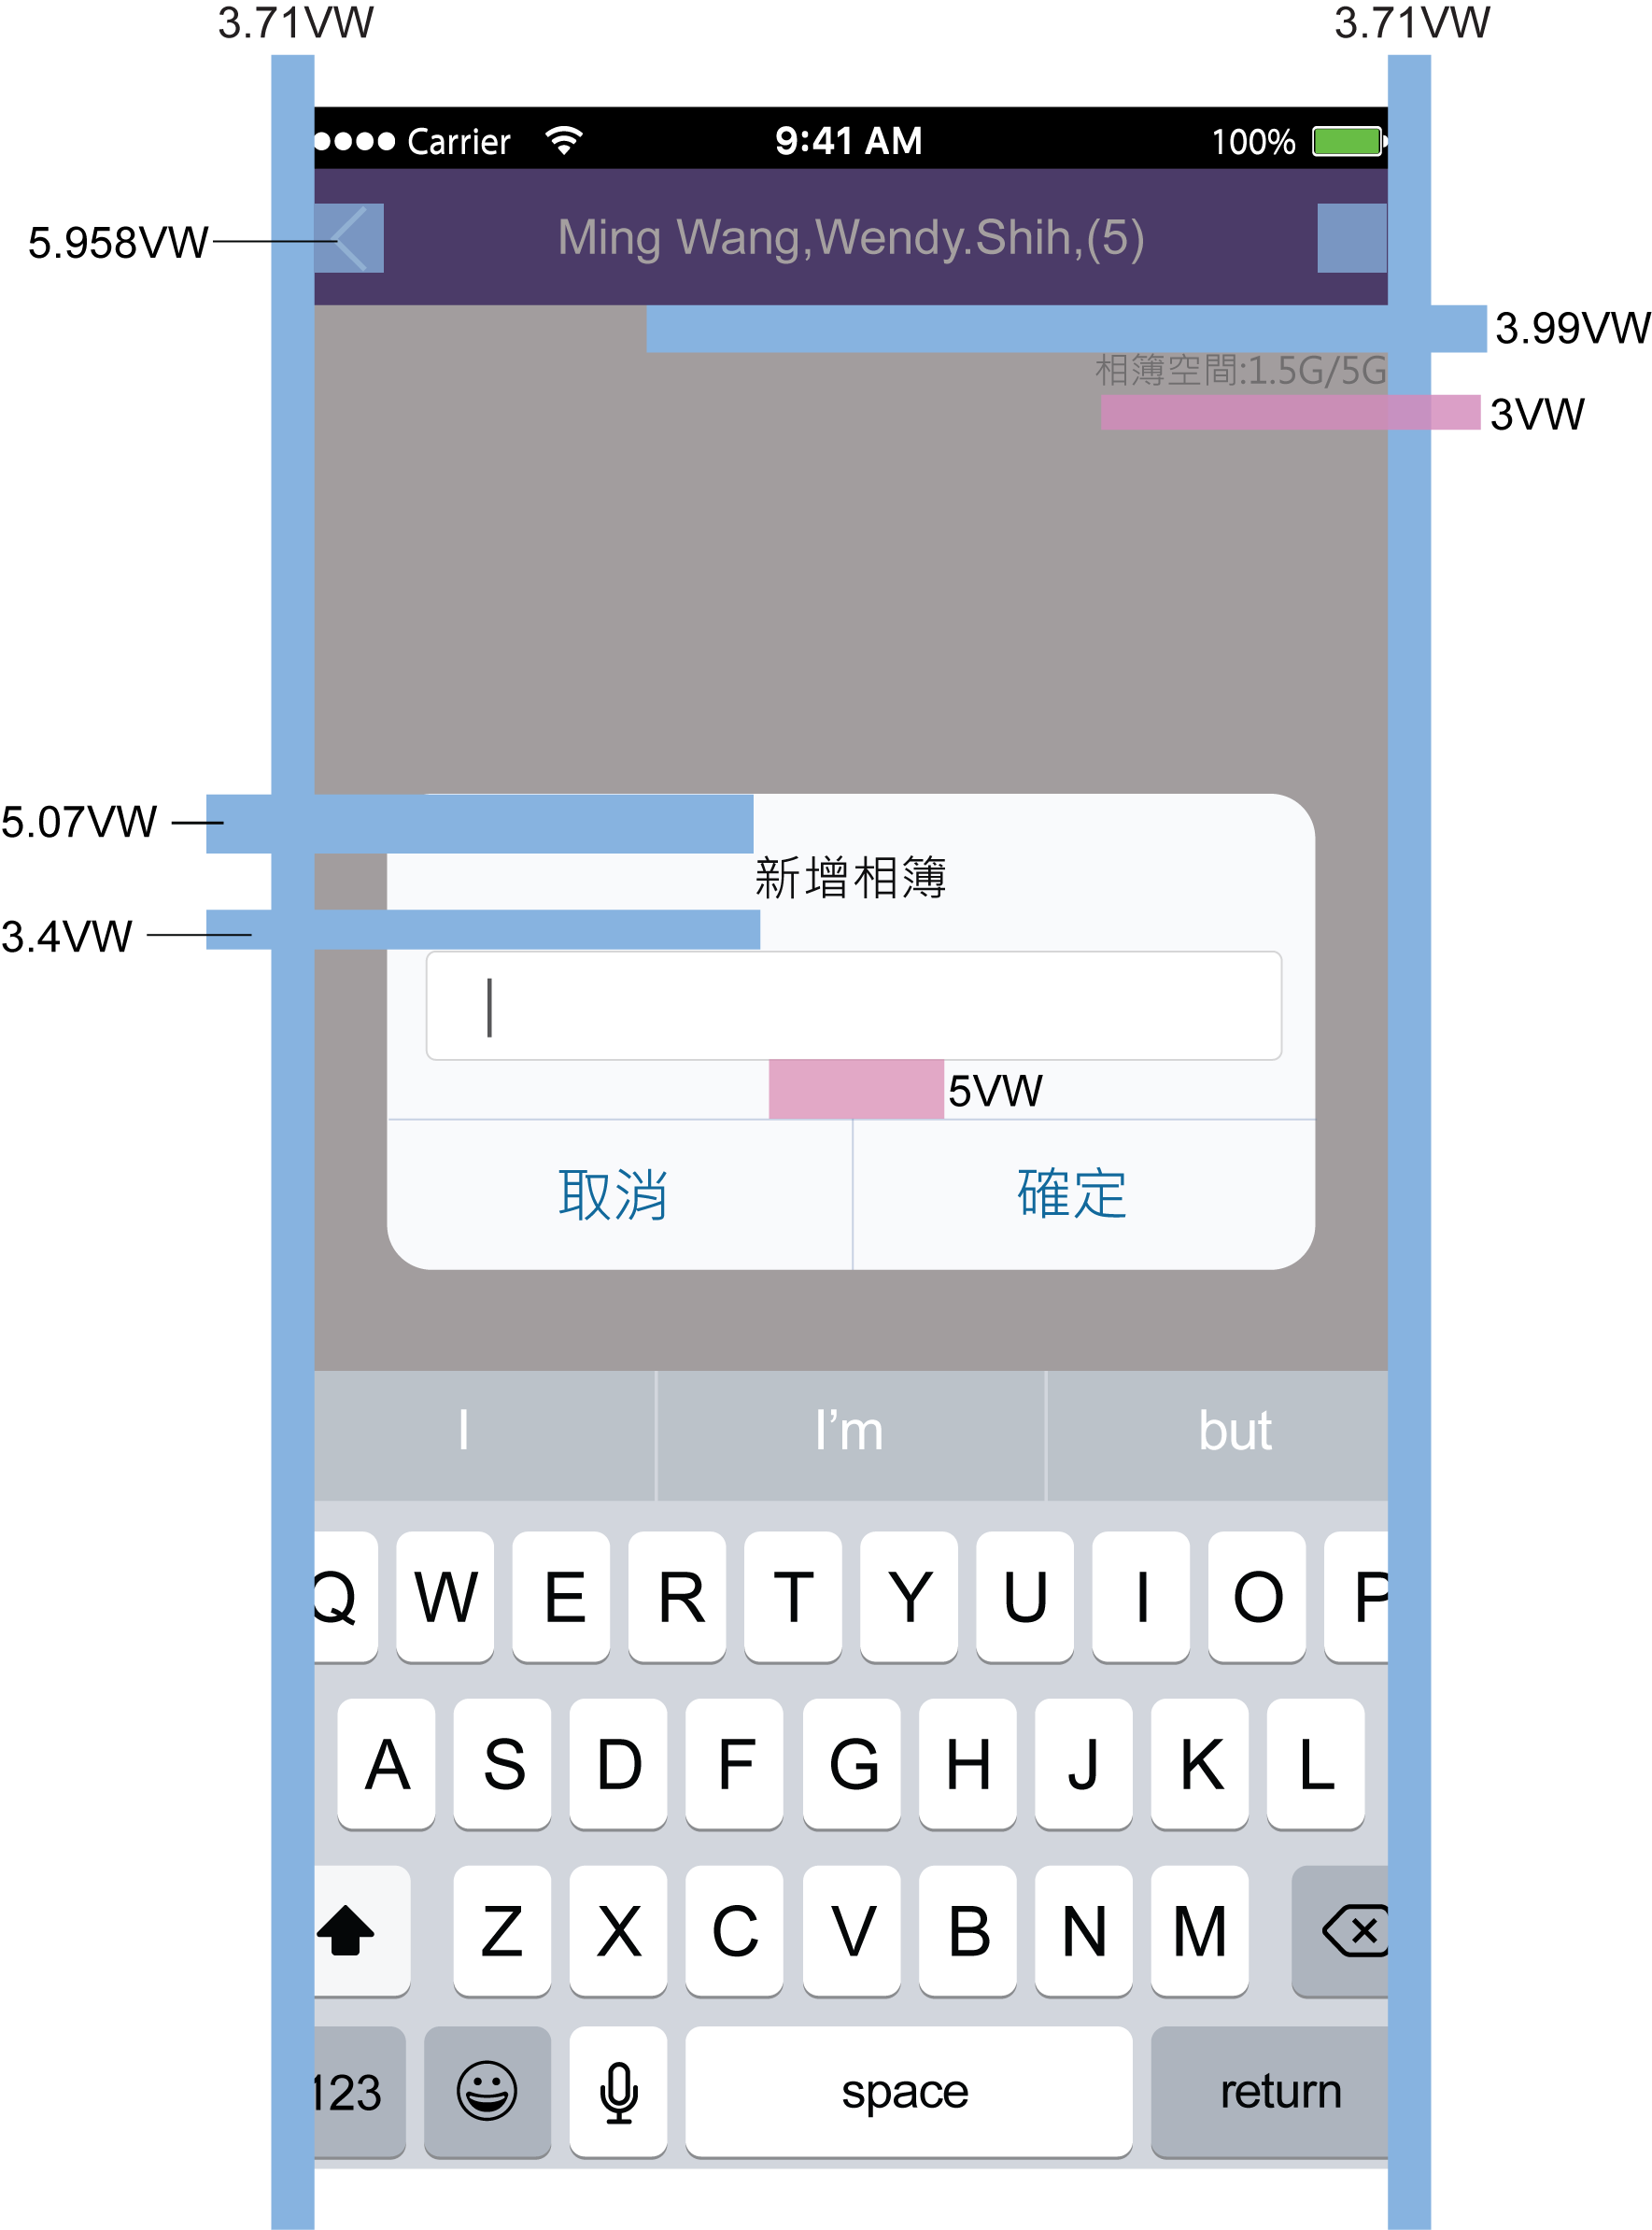 3.71VW 3.71VW
Carrier 9:41 AM 100%
5.958VW Ming Wang,Wendy.Shih,(5)
3.99VW
相簿空間:1.5G/5G
3VW
5.07VW
新增相簿
3.4VW
5VW
取消 確定
I I’m but
Q W E R T Y U I O P
A S D F G H J K L
Z X C V B N M
123 space return